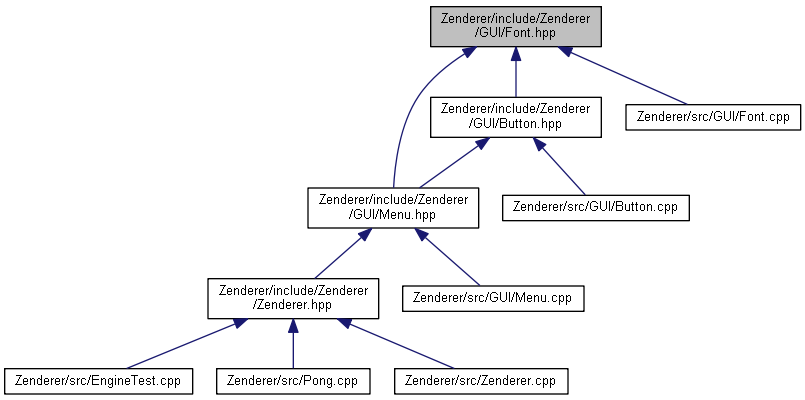 Zenderer/include/Zenderer
/GUI/Font.hpp
Zenderer/include/Zenderer
/GUI/Button.hpp
Zenderer/src/GUI/Font.cpp
Zenderer/include/Zenderer
/GUI/Menu.hpp
Zenderer/src/GUI/Button.cpp
Zenderer/include/Zenderer
/Zenderer.hpp
Zenderer/src/GUI/Menu.cpp
Zenderer/src/EngineTest.cpp
Zenderer/src/Pong.cpp
Zenderer/src/Zenderer.cpp